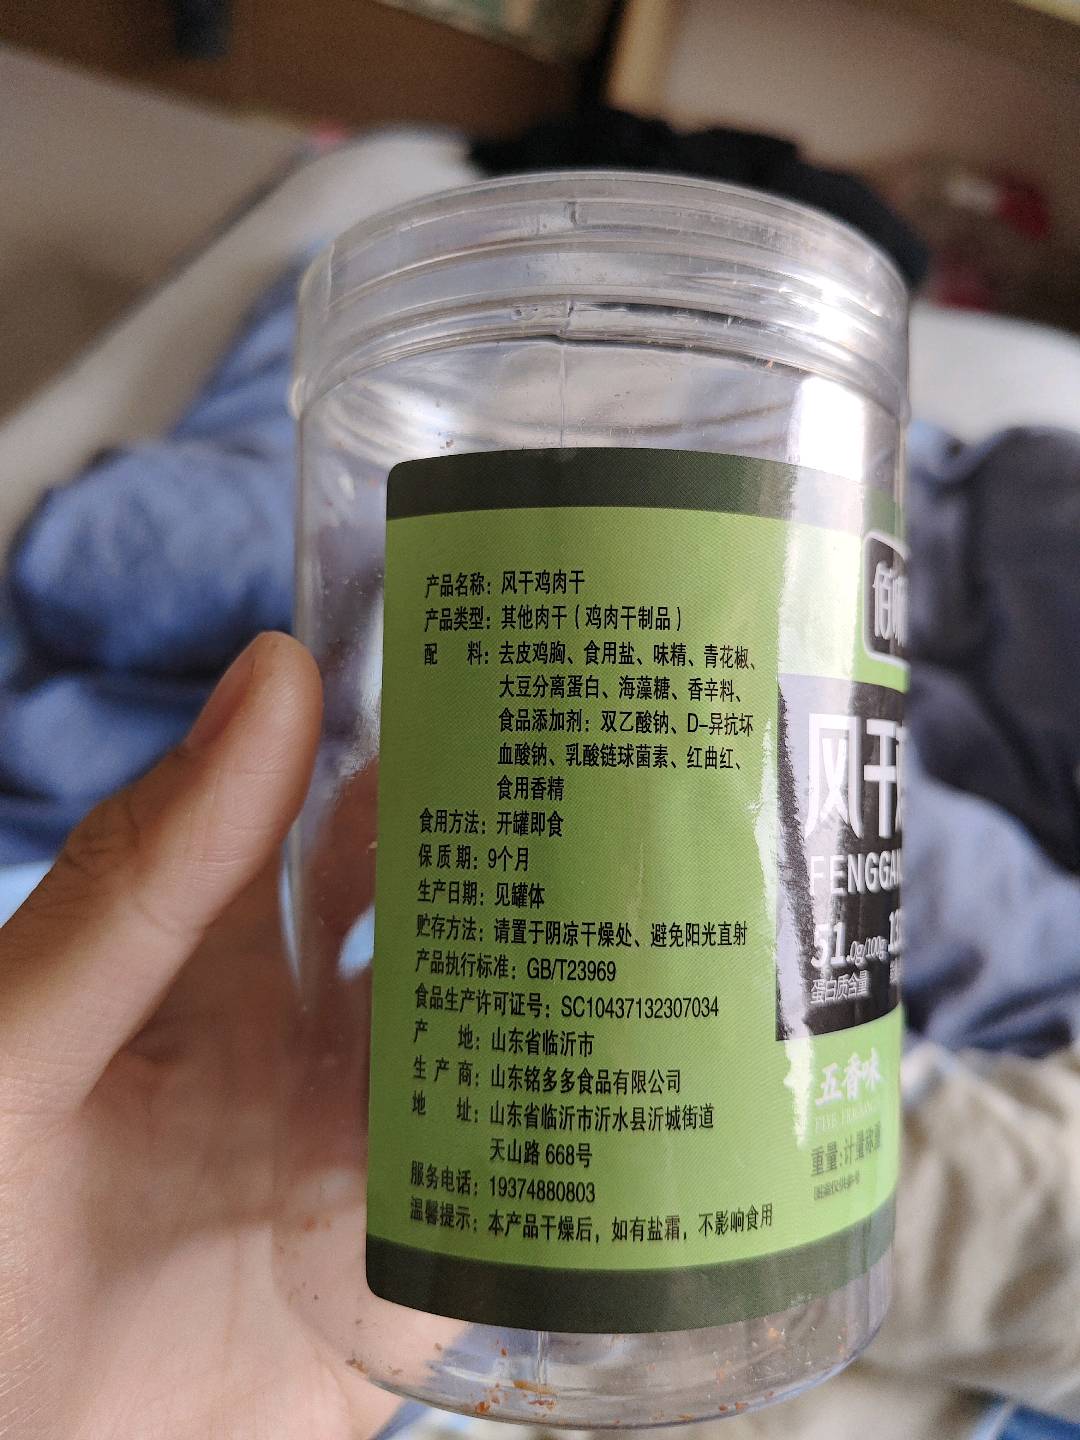 产品名称：风干鸡肉干
产品类型：其他肉干（鸡肉干制品）
配 料：去皮鸡胸、食用盐、味精、青花椒、
大豆分离蛋白、海藻糖、香辛料、
食品添加剂：双乙酸钠、D-异抗坏
血酸钠、乳酸链球菌素、红曲红、
食用香精
食用方法：开罐即食
保质期：9个月
生产日期：见罐体
贮存方法：请置于阴凉干燥处、避免阳光直射
产品执行标准：GB/T23969
食品生产许可证号：SC10437132307034
产 地：山东省临沂市
生产商：山东铭多多食品有限公司
地 址：山东省临沂市沂水县沂城街道
天山路 668号
服务电话：19374880803
温馨提示：本产品干燥后，如有盐霜，不影响食用
风干
FENGGA
51.0g/100g
蛋白质含量
五香味
重量：计量称重